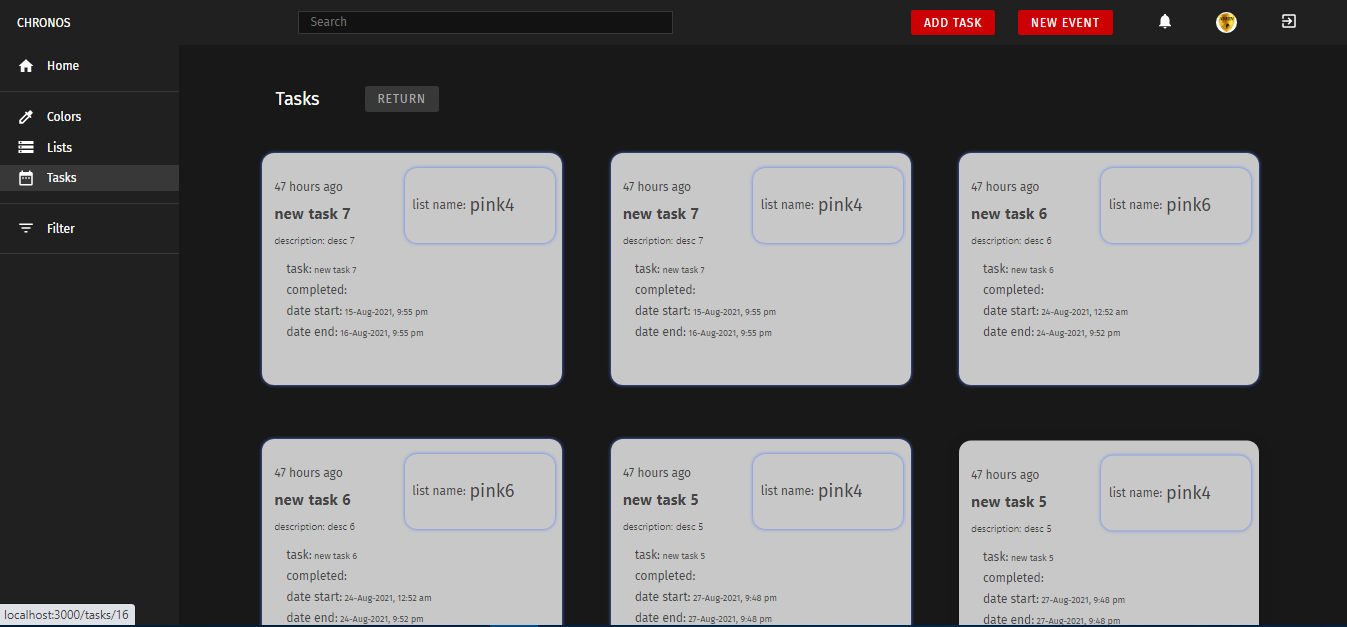 CHRONOS
Search
ADD TASK
NEW EVENT
Home
Colors
Lists
Tasks
Filter
Tasks
RETURN
47 hours ago
new task 7
description: desc 7
list name: pink4
task: new task 7
completed:
date start: 15-Aug-2021, 9:55 pm
date end: 16-Aug-2021, 9:55 pm
47 hours ago
new task 7
description: desc 7
list name: pink4
task: new task 7
completed:
date start: 15-Aug-2021, 9:55 pm
date end: 16-Aug-2021, 9:55 pm
47 hours ago
new task 6
description: desc 6
list name: pink6
task: new task 6
completed:
date start: 24-Aug-2021, 12:52 am
date end: 24-Aug-2021, 9:52 pm
47 hours ago
new task 6
description: desc 6
list name: pink6
task: new task 6
completed:
date start: 24-Aug-2021, 12:52 am
date end: 24-Aug-2021, 9:52 pm
47 hours ago
new task 5
description: desc 5
list name: pink4
task: new task 5
completed:
date start: 27-Aug-2021, 9:48 pm
date end: 27-Aug-2021, 9:48 pm
47 hours ago
new task 5
description: desc 5
list name: pink4
task: new task 5
completed:
date start: 27-Aug-2021, 9:48 pm
date end: 27-Aug-2021, 9:48 pm
localhost:3000/tasks/16